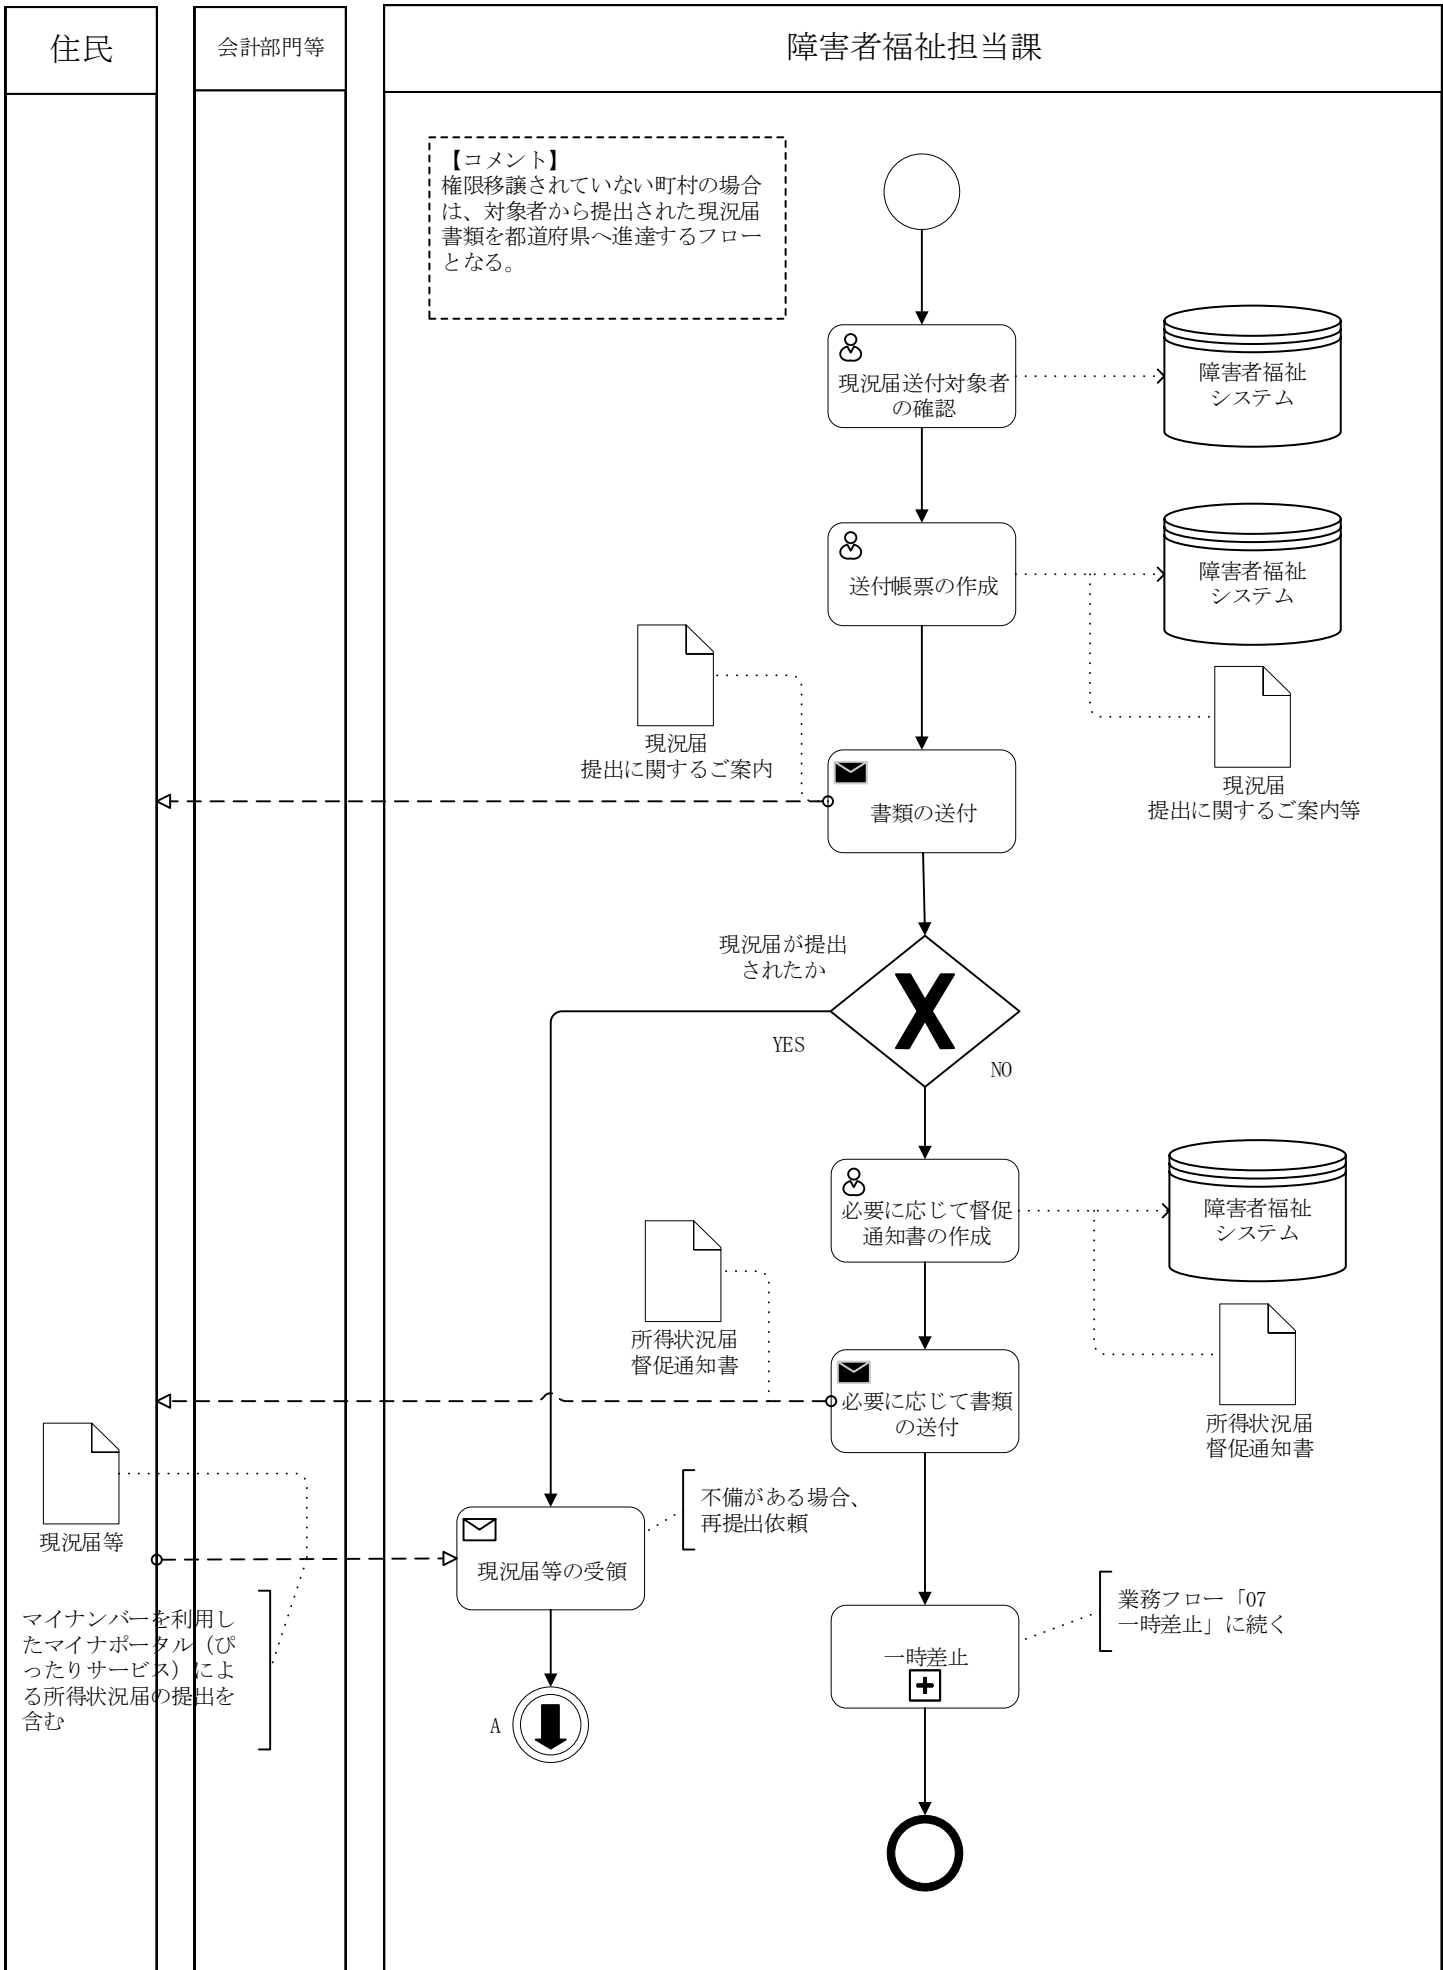 住民
会計部門等
障害者福祉担当課
【コメント】
権限移譲されていない町村の場合
は、対象者から提出された現況届
書類を都道府県へ進達するフロー
となる。
現況届送付対象者
の確認
障害者福祉
システム
送付帳票の作成
障害者福祉
システム
現況届
提出に関するご案内
現況届
提出に関するご案内等
書類の送付
現況届が提出
されたか
YES
NO
必要に応じて督促
通知書の作成
障害者福祉
システム
所得状況届
督促通知書
所得状況届
督促通知書
必要に応じて書類
の送付
現況届等
不備がある場合、
再提出依頼
現況届等の受領
マイナンバーを利用し
たマイナポータル（ぴ
ったりサービス）によ
る所得状況届の提出を
含む
業務フロー「07
一時差止」に続く
一時差止
A